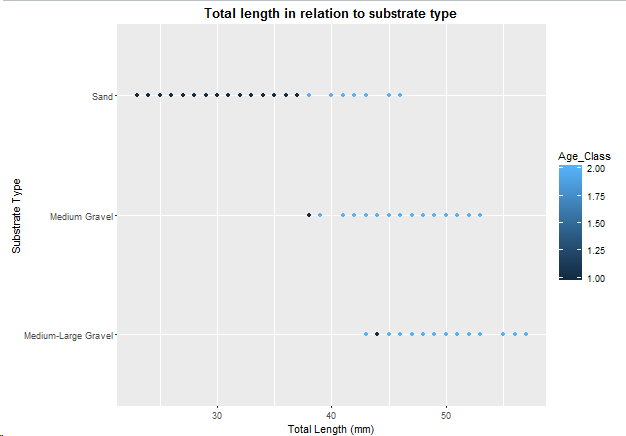 Total length in relation to substrate type
Substrate Type
Sand
Medium Gravel
Medium-Large Gravel
30 40 50
Total Length (mm)
Age_Class
2.00
1.75
1.50
1.25
1.00